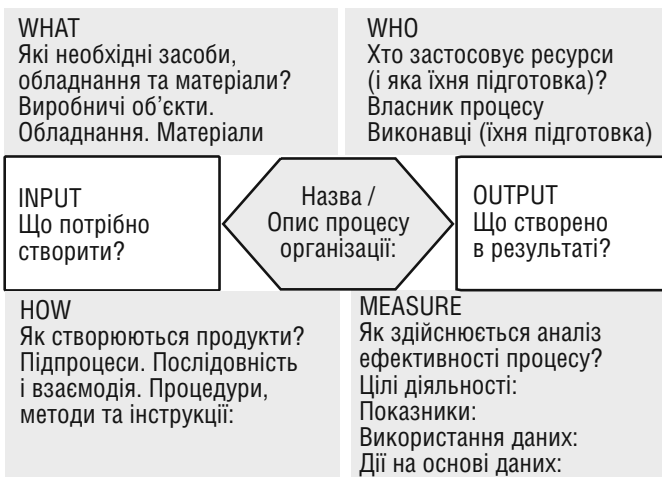 WHAT
Які необхідні засоби,
обладнання та матеріали?
Виробничі об’єкти.
Обладнання. Матеріали
WHO
Хто застосовує ресурси
(і яка їхня підготовка)?
Власник процесу
Виконавці (їхня підготовка)
INPUT
Що потрібно
створити?
Назва /
Опис процесу
організації:
OUTPUT
Що створено
в результаті?
HOW
Як створюються продукти?
Підпроцеси. Послідовність
і взаємодія. Процедури,
методи та інструкції:
MEASURE
Як здійснюється аналіз
ефективності процесу?
Цілі діяльності:
Показники:
Використання даних:
Дії на основі даних: